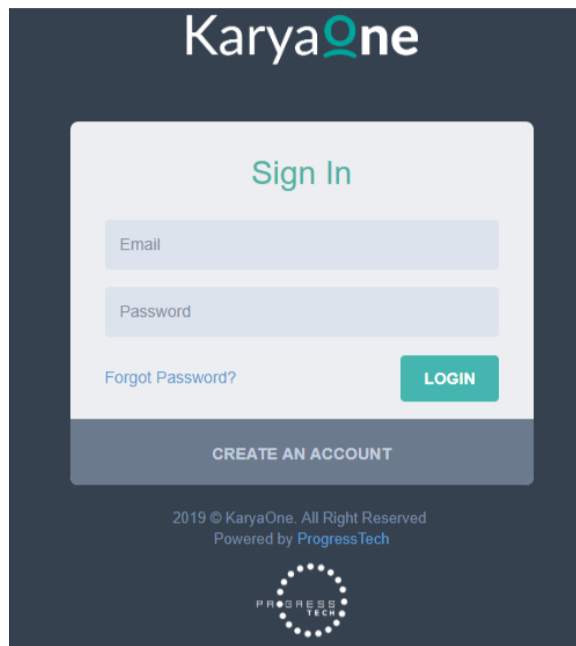 KaryaOne
Sign In
Email
Password
Forgot Password?
LOGIN
CREATE AN ACCOUNT
2019 © KaryaOne. All Right Reserved
Powered by ProgressTech
PROGRESS
TECH